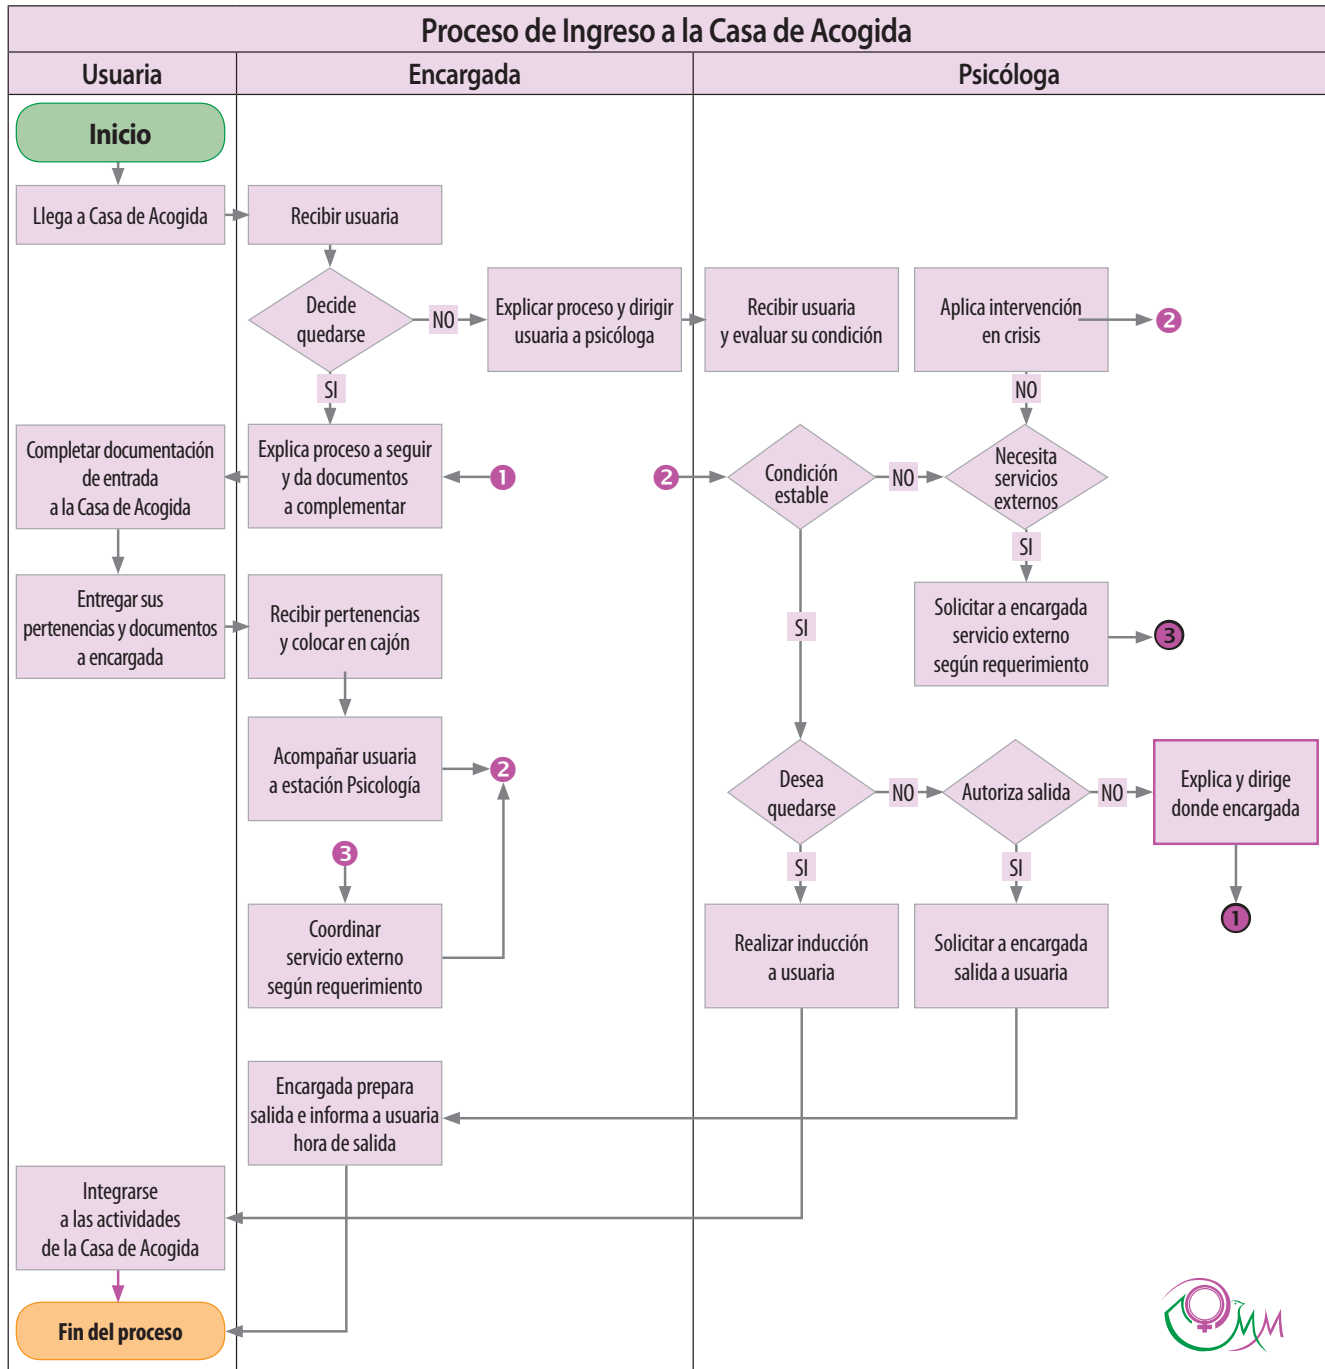 Proceso de Ingreso a la Casa de Acogida
Usuaria
Encargada
Psicóloga
Inicio
Llega a Casa de Acogida
Recibir usuaria
Decide
quedarse
NO
Explicar proceso y dirigir
usuaria a psicóloga
Recibir usuaria
y evaluar su condición
Aplica intervención
en crisis
2
SI
NO
Completar documentación
de entrada
a la Casa de Acogida
Explica proceso a seguir
y da documentos
a complementar
1
2
Condición
estable
NO
Necesita
servicios
externos
SI
SI
Entregar sus
pertenencias y documentos
a encargada
Recibir pertenencias
y colocar en cajón
Solicitar a encargada
servicio externo
según requerimiento
3
Acompañar usuaria
a estación Psicología
2
Desea
quedarse
NO
Autoriza salida
NO
Explica y dirige
donde encargada
3
SI
SI
1
Coordinar
servicio externo
según requerimiento
Realizar inducción
a usuaria
Solicitar a encargada
salida a usuaria
Encargada prepara
salida e informa a usuaria
hora de salida
Integrarse
a las actividades
de la Casa de Acogida
Fin del proceso
MM